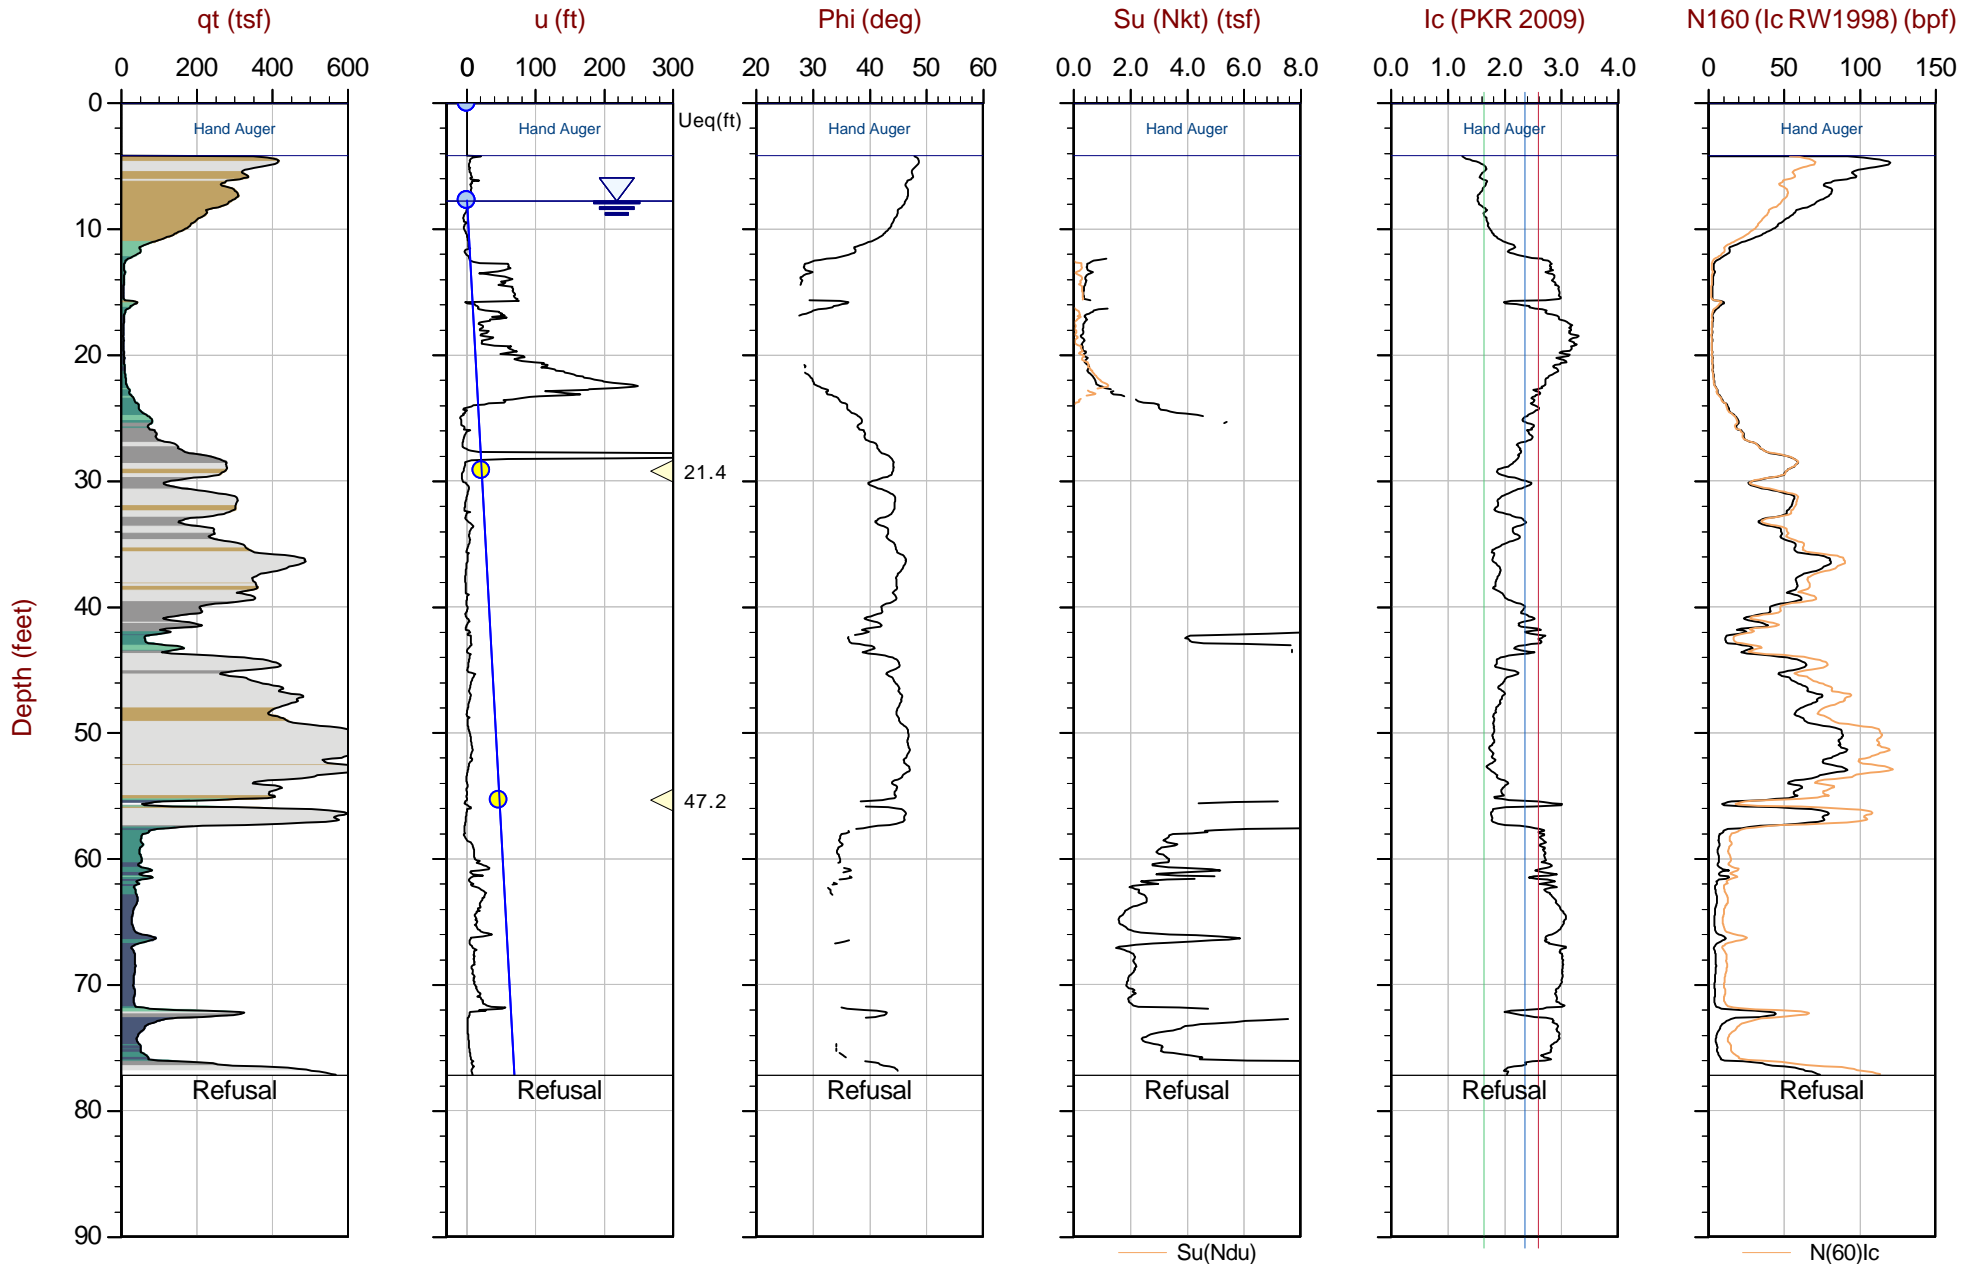 qt (tsf) u (ft) Phi (deg) Su (Nkt) (tsf) Ic (PKR 2009) N160 (Ic RW1998) (bpf)
0 200 400 600 0 100 200 300 20 30 40 50 60 0.0 2.0 4.0 6.0 8.0 0.0 1.0 2.0 3.0 4.0 0 50 100 150
0
Ueq(ft)
Hand Auger Hand Auger Hand Auger Hand Auger Hand Auger Hand Auger
10
20
21.4
30
40
Depth (feet)
50
47.2
60
70
Refusal Refusal Refusal Refusal Refusal Refusal
80
90
Su(Ndu) N(60)Ic